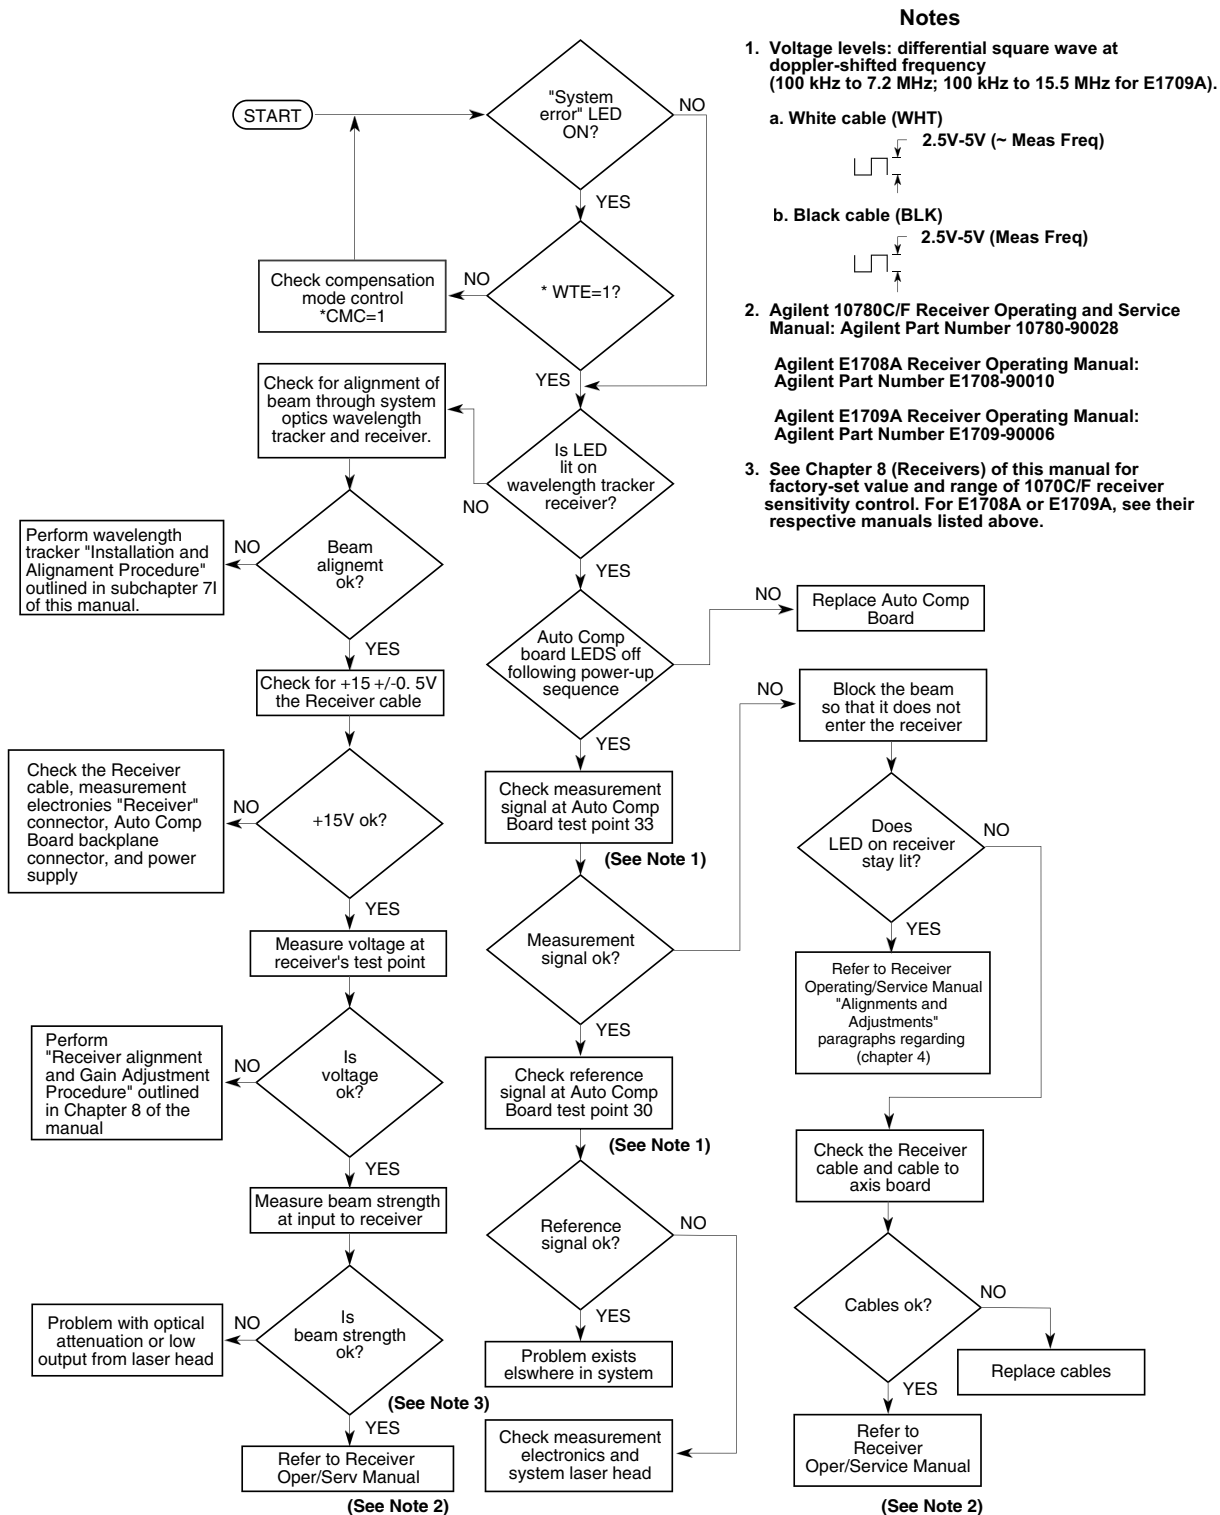 Notes
1. Voltage levels: differential square wave at
doppler-shifted frequency
(100 kHz to 7.2 MHz; 100 kHz to 15.5 MHz for E1709A).
a. White cable (WHT)
2.5V-5V (~ Meas Freq)
b. Black cable (BLK)
2.5V-5V (Meas Freq)
2. Agilent 10780C/F Receiver Operating and Service
Manual: Agilent Part Number 10780-90028
Agilent E1708A Receiver Operating Manual:
Agilent Part Number E1708-90010
Agilent E1709A Receiver Operating Manual:
Agilent Part Number E1709-90006
3. See Chapter 8 (Receivers) of this manual for
factory-set value and range of 1070C/F receiver
sensitivity control. For E1708A or E1709A, see their
respective manuals listed above.
START
"System
error" LED
ON?
NO
YES
* WTE=1?
NO
Check compensation
mode control
*CMC=1
YES
Is LED
lit on
wavelength tracker
receiver?
NO
Check for alignment of
beam through system
optics wavelength
tracker and receiver.
Beam
alignemt
ok?
NO
Perform wavelength
tracker "Installation and
Alignament Procedure"
outlined in subchapter 7I
of this manual.
YES
Check for +15 +/-0. 5V
the Receiver cable
+15V ok?
NO
Check the Receiver
cable, measurement
electronies "Receiver"
connector, Auto Comp
Board backplane
connector, and power
supply
YES
Measure voltage at
receiver's test point
Is
voltage
ok?
NO
Perform
"Receiver alignment
and Gain Adjustment
Procedure" outlined
in Chapter 8 of the
manual
YES
Measure beam strength
at input to receiver
Is
beam strength
ok?
NO
Problem with optical
attenuation or low
output from laser head
(See Note 3)
YES
Refer to Receiver
Oper/Serv Manual
(See Note 2)
YES
Auto Comp
board LEDS off
following power-up
sequence
NO
Replace Auto Comp
Board
YES
Check measurement
signal at Auto Comp
Board test point 33
(See Note 1)
Measurement
signal ok?
NO
Block the beam
so that it does not
enter the receiver
YES
Check reference
signal at Auto Comp
Board test point 30
(See Note 1)
Reference
signal ok?
NO
YES
Problem exists
elswhere in system
Check measurement
electronics and
system laser head
Does
LED on receiver
stay lit?
NO
YES
Refer to Receiver
Operating/Service Manual
"Alignments and
Adjustments"
paragraphs regarding
(chapter 4)
Check the Receiver
cable and cable to
axis board
Cables ok?
NO
Replace cables
YES
Refer to
Receiver
Oper/Service Manual
(See Note 2)